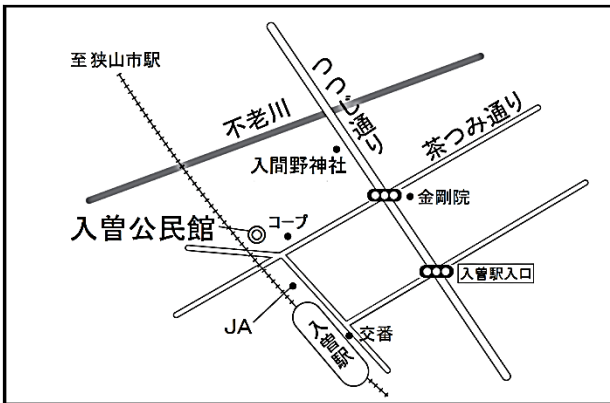 至狭山市駅
つつじ通り
不老川
茶つみ通り
入間野神社
金剛院
入曽公民館
コープ
入曽駅入口
JA
入曽駅
交番